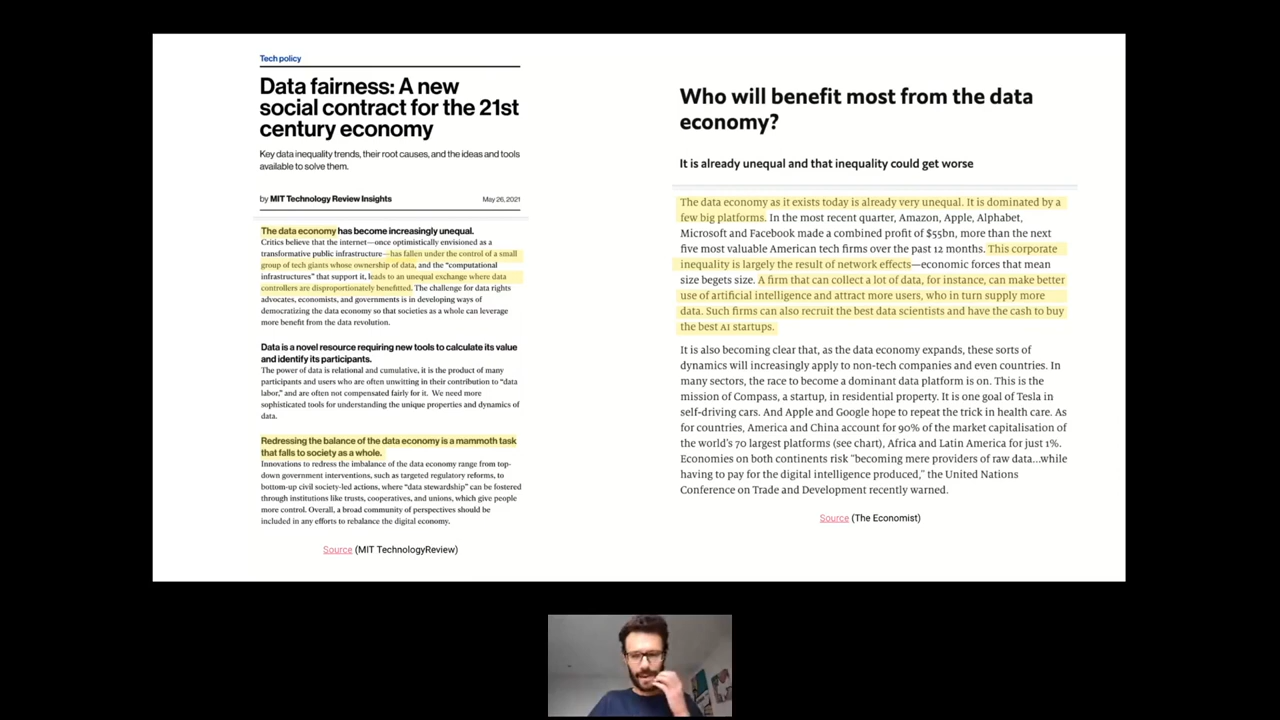 Tech policy
Data fairness: A new
social contract for the 21st
century economy
Key data inequality trends, their root causes, and the ideas and tools
available to solve them.
by MIT Technology Review Insights
May 26, 2021
The data economy has become increasingly unequal.
Critics believe that the internet—once optimistically envisioned as a
transformative public infrastructure—has fallen under the control of a small
group of tech giants whose ownership of data, and the “computational
infrastructures” that support it, leads to an unequal exchange where data
controllers are disproportionately benefitted. The challenge for data rights
advocates, economists, and governments is in developing ways of
democratizing the data economy so that societies as a whole can leverage
more benefit from the data revolution.
Data is a novel resource requiring new tools to calculate its value
and identify its participants.
The power of data is relational and cumulative, it is the product of many
participants and users who are often unwitting in their contribution to “data
labor,” and are often not compensated fairly for it. We need more
sophisticated tools for understanding the unique properties and dynamics of
data.
Redressing the balance of the data economy is a mammoth task
that falls to society as a whole.
Innovations to redress the imbalance of the data economy range from top-
down government interventions, such as targeted regulatory reforms, to
bottom-up civil society-led actions, where “data stewardship” can be fostered
through institutions like trusts, cooperatives, and unions, which give people
more control. Overall, a broad community of perspectives should be
included in any efforts to rebalance the digital economy.
Source (MIT TechnologyReview)
Who will benefit most from the data
economy?
It is already unequal and that inequality could get worse
The data economy as it exists today is already very unequal. It is dominated by a
few big platforms. In the most recent quarter, Amazon, Apple, Alphabet,
Microsoft and Facebook made a combined profit of $55bn, more than the next
five most valuable American tech firms over the past 12 months. This corporate
inequality is largely the result of network effects—economic forces that mean
size begets size. A firm that can collect a lot of data, for instance, can make better
use of artificial intelligence and attract more users, who in turn supply more
data. Such firms can also recruit the best data scientists and have the cash to buy
the best AI startups.
It is also becoming clear that, as the data economy expands, these sorts of
dynamics will increasingly apply to non-tech companies and even countries. In
many sectors, the race to become a dominant data platform is on. This is the
mission of Compass, a startup, in residential property. It is one goal of Tesla in
self-driving cars. And Apple and Google hope to repeat the trick in health care. As
for countries, America and China account for 90% of the market capitalisation of
the world’s 70 largest platforms (see chart), Africa and Latin America for just 1%.
Economies on both continents risk “becoming mere providers of raw data...while
having to pay for the digital intelligence produced,” the United Nations
Conference on Trade and Development recently warned.
Source (The Economist)